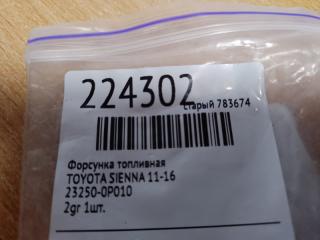 224302
старый 783674
Форсунка топливная
TOYOTA SIENNA 11-16
23250-0P010
2gr 1шт.